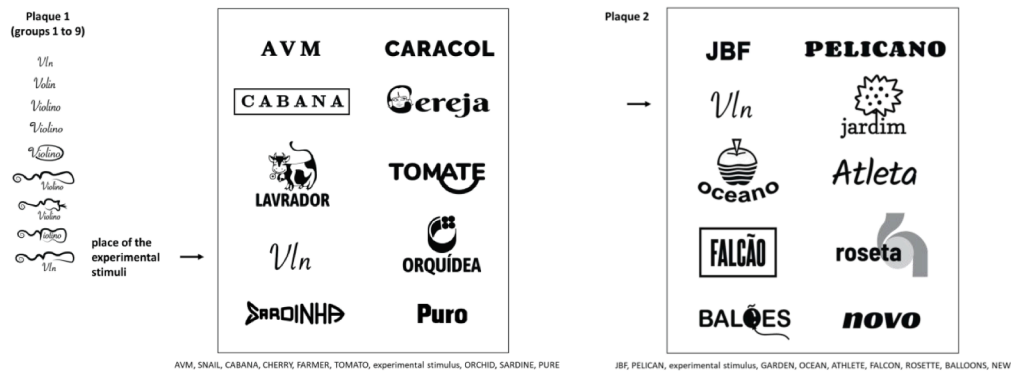 Plaque 1
(groups 1 to 9)
Vln
Volin
Violino
Violino
Violino
Violino
Violino
Violino
Vln
place of the
experimental
stimuli
AVM
CARACOL
CABANA
Cereja
LAVRADOR
TOMATE
Vln
ORQUÍDEA
SARDINHA
Puro
AVM, SNAIL, CABANA, CHERRY, FARMER, TOMATO, experimental stimulus, ORCHID, SARDINE, PURE
Plaque 2
JBF
PELICANO
Vln
jardim
oceano
Atleta
FALCÃO
roseta
BALÕES
novo
JBF, PELICAN, experimental stimulus, GARDEN, OCEAN, ATHLETE, FALCON, ROSETTE, BALLOONS, NEW